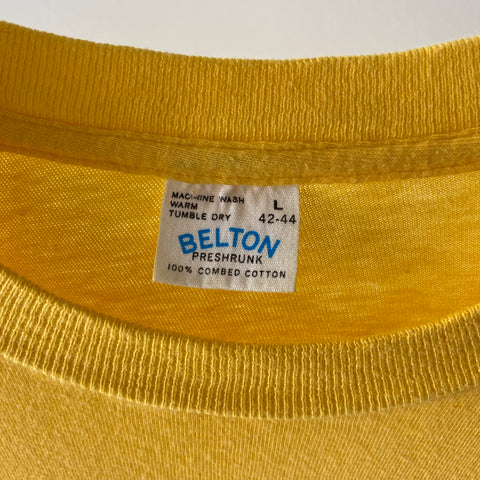 MACHINE WASH
WARM
TUMBLE DRY
L
42-44
BELTON
PRESHRUNK
100% COMBED COTTON